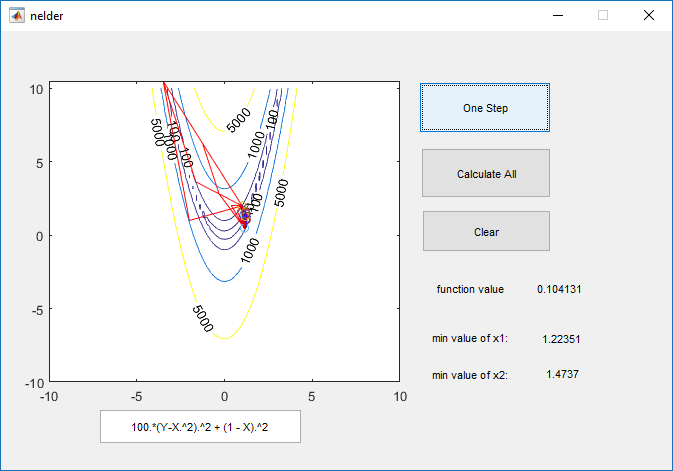 nelder
10
5
0
-5
-10
-10
-5
0
5
10
5000
1000
5000
1000
100
100
100
100
5000
1000
5000
One Step
Calculate All
Clear
function value 0.104131
min value of x1: 1.22351
min value of x2: 1.4737
100.*(Y-X.^2).^2 + (1 - X).^2